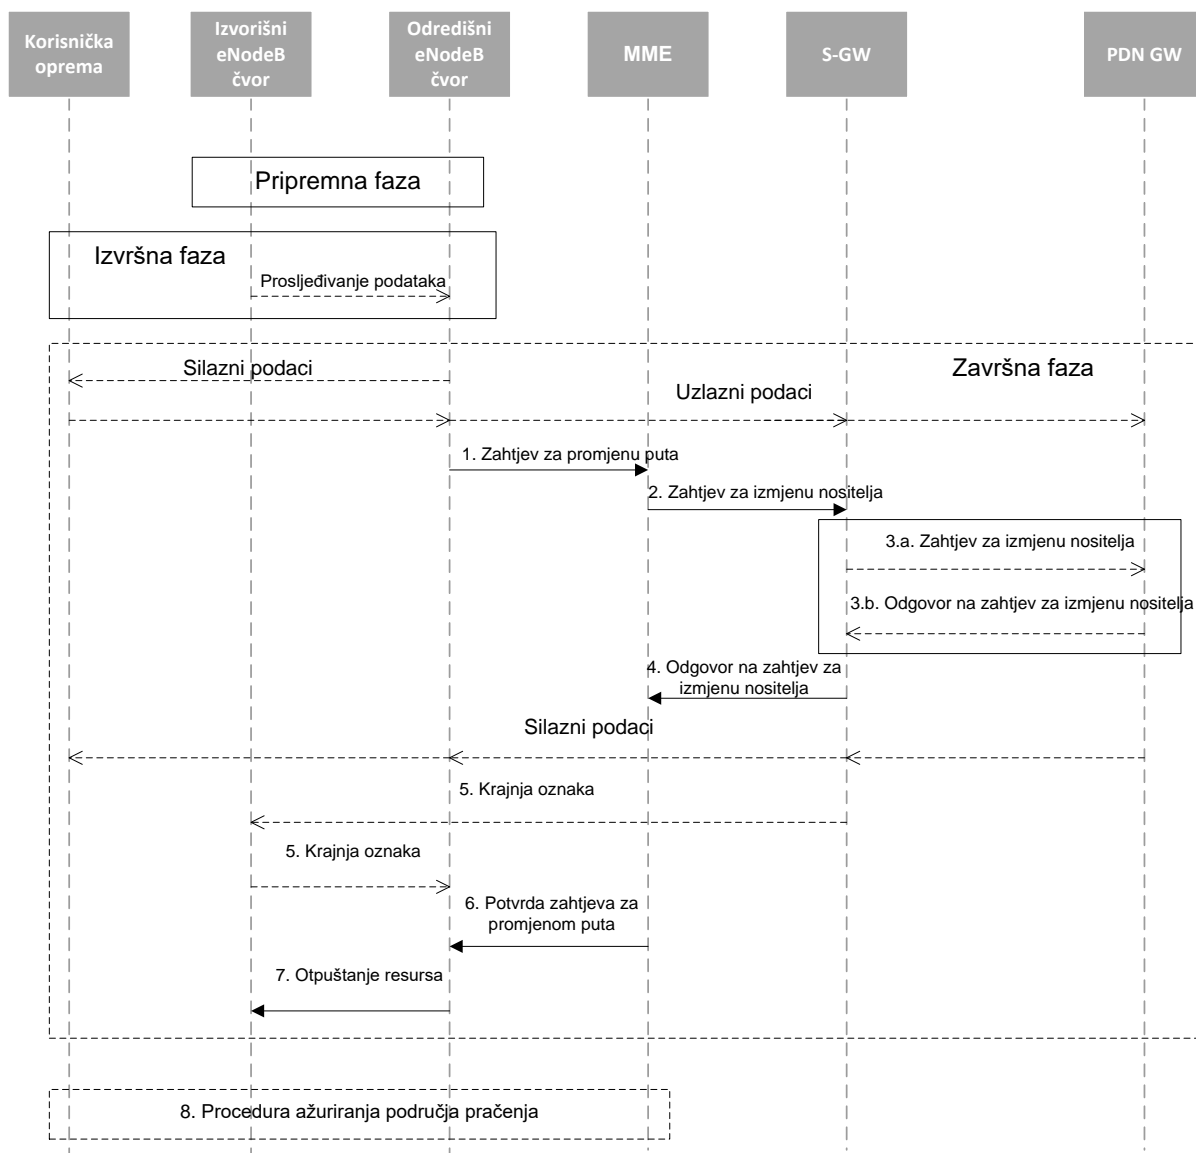 Korisnička
oprema
Izvorišni
eNodeB
čvor
Odredišni
eNodeB
čvor
MME
S-GW
PDN GW
Pripremna faza
Izvršna faza
Prosljeđivanje podataka
Silazni podaci
Završna faza
Uzlazni podaci
1. Zahtjev za promjenu puta
2. Zahtjev za izmjenu nositelja
3.a. Zahtjev za izmjenu nositelja
3.b. Odgovor na zahtjev za izmjenu nositelja
4. Odgovor na zahtjev za
izmjenu nositelja
Silazni podaci
5. Krajnja oznaka
5. Krajnja oznaka
6. Potvrda zahtjeva za
promjenom puta
7. Otpuštanje resursa
8. Procedura ažuriranja područja pračenja